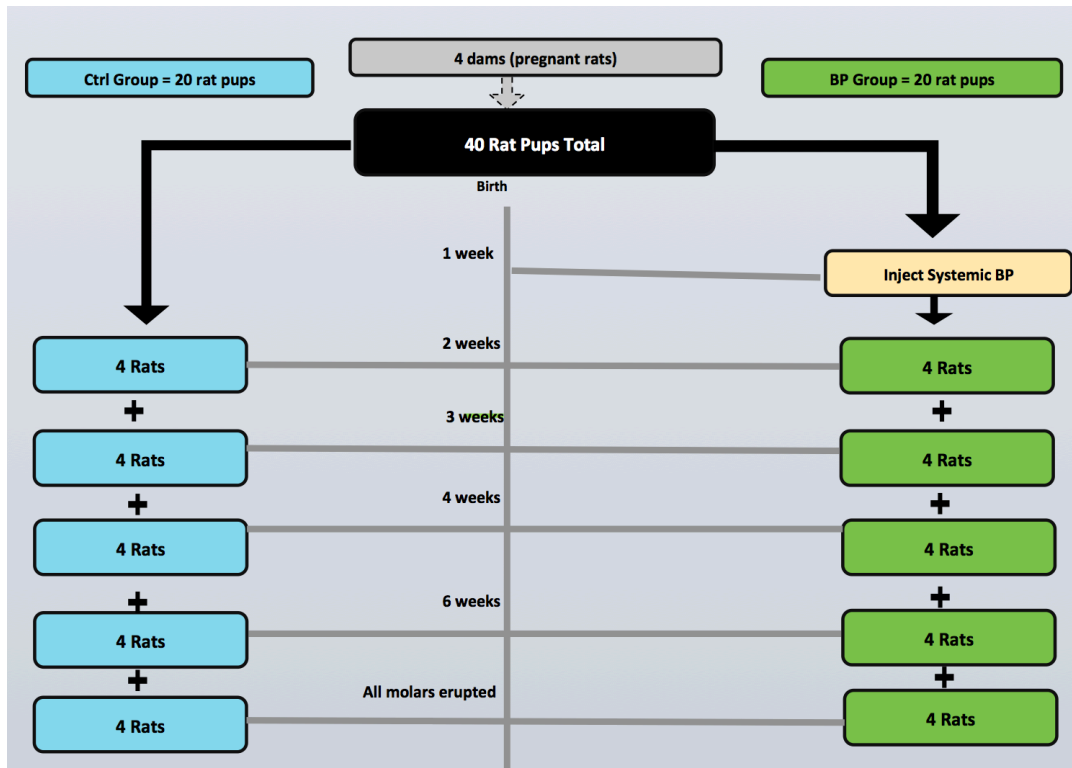 4 dams (pregnant rats)
Ctrl Group = 20 rat pups
BP Group = 20 rat pups
40 Rat Pups Total
Birth
1 week
Inject Systemic BP
2 weeks
4 Rats
4 Rats
+
+
3 weeks
4 Rats
4 Rats
+
+
4 weeks
4 Rats
4 Rats
+
+
6 weeks
4 Rats
4 Rats
+
+
All molars erupted
4 Rats
4 Rats